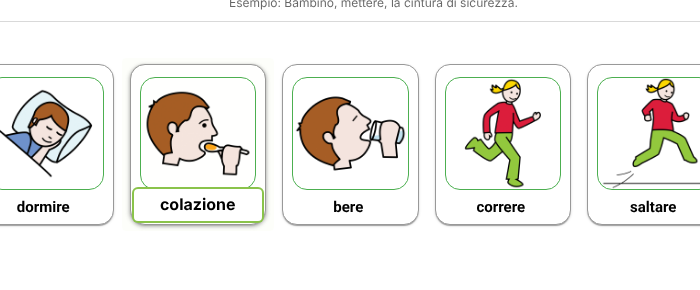 Esempio: Bambino, mettere, la cintura di sicurezza.
dormire
colazione
bere
correre
saltare